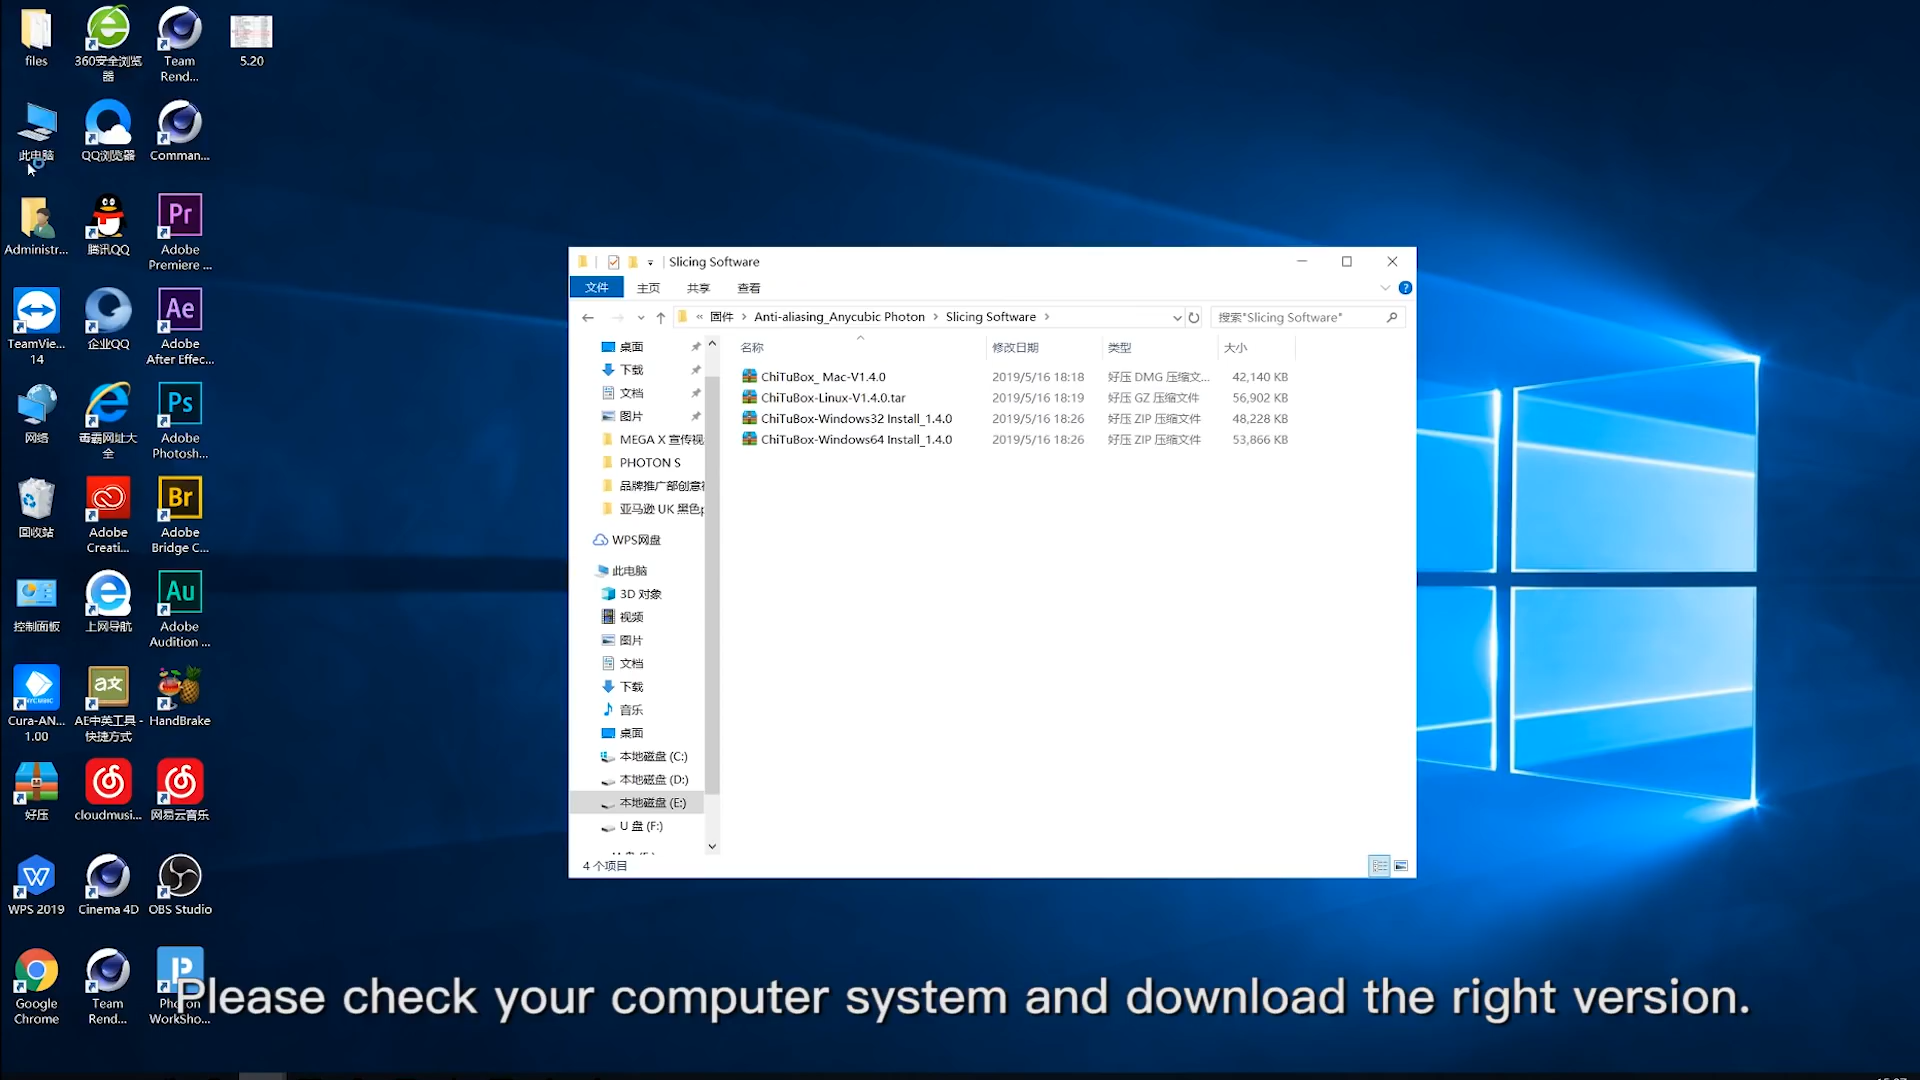 files
360安全浏览
器
Team
Rend...
5.20
此电脑
QQ浏览器
Comman...
Administr...
腾讯QQ
Pr
Adobe
Premiere ...
TeamVie...
14
企业QQ
Ae
Adobe
After Effec...
网络
毒霸网址大
全
Ps
Adobe
Photosh...
回收站
Adobe
Creati...
Br
Adobe
Bridge C...
控制面板
上网导航
Au
Adobe
Audition ...
Cura-AN...
1.00
AE中英工具 -
快捷方式
HandBrake
好压
cloudmusi...
网易云音乐
WPS 2019
Cinema 4D
OBS Studio
Google
Chrome
Team
Rend...
Photon
WorkSho...
Slicing Software
文件 主页 共享 查看
« 固件 > Anti-aliasing_Anycubic Photon > Slicing Software >
搜索"Slicing Software"
名称 修改日期 类型 大小
ChiTuBox_ Mac-V1.4.0 2019/5/16 18:18 好压 DMG 压缩文... 42,140 KB
ChiTuBox-Linux-V1.4.0.tar 2019/5/16 18:19 好压 GZ 压缩文件 56,902 KB
ChiTuBox-Windows32 Install_1.4.0 2019/5/16 18:26 好压 ZIP 压缩文件 48,228 KB
ChiTuBox-Windows64 Install_1.4.0 2019/5/16 18:26 好压 ZIP 压缩文件 53,866 KB
桌面
下载
文档
图片
MEGA X 宣传视
PHOTON S
品牌推广部创意
亚马逊 UK 黑色
WPS网盘
此电脑
3D 对象
视频
图片
文档
下载
音乐
桌面
本地磁盘 (C:)
本地磁盘 (D:)
本地磁盘 (E:)
U 盘 (F:)
4 个项目
Please check your computer system and download the right version.